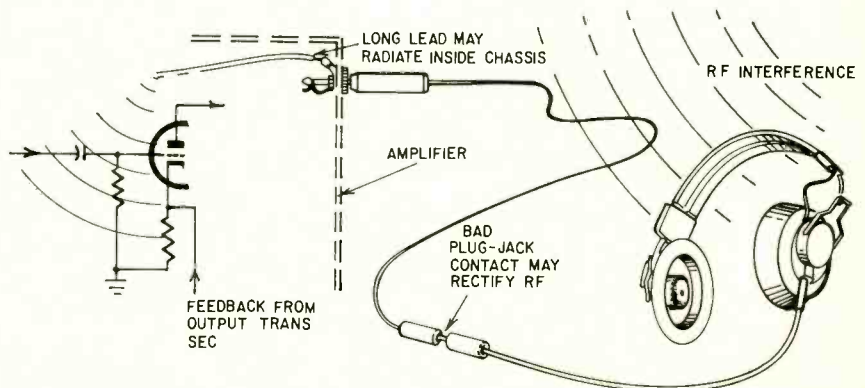 LONG LEAD MAY
RADIATE INSIDE CHASSIS
RF INTERFERENCE
AMPLIFIER
BAD
PLUG-JACK
CONTACT MAY
RECTIFY RF
FEEDBACK FROM
OUTPUT TRANS
SEC